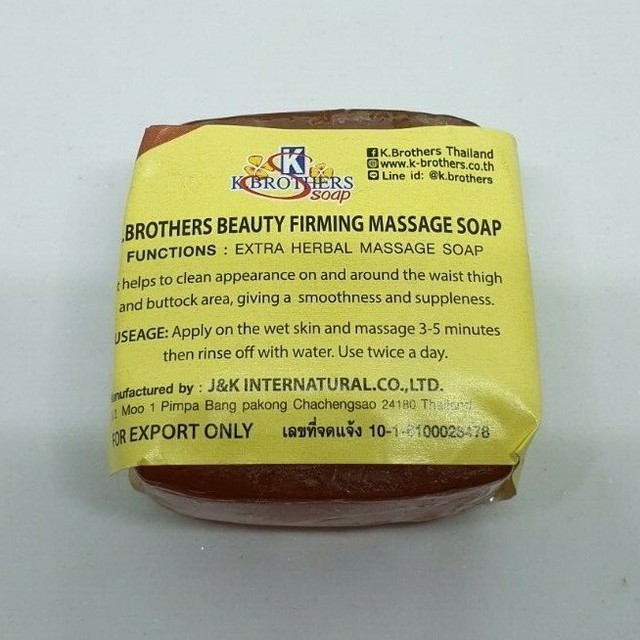 K
K.BROTHERS
soap
K.Brothers Thailand
www.k-brothers.co.th
Line id: @k.brothers
.BROTHERS BEAUTY FIRMING MASSAGE SOAP
FUNCTIONS : EXTRA HERBAL MASSAGE SOAP
t helps to clean appearance on and around the waist thigh
and buttock area, giving a smoothness and suppleness.
USEAGE: Apply on the wet skin and massage 3-5 minutes
then rinse off with water. Use twice a day.
anufactured by : J&K INTERNATURAL.CO.,LTD.
Moo 1 Pimpa Bang pakong Chachengsao 24180 Thailand
FOR EXPORT ONLY เลขที่จดแจ้ง 10-1-6100028478